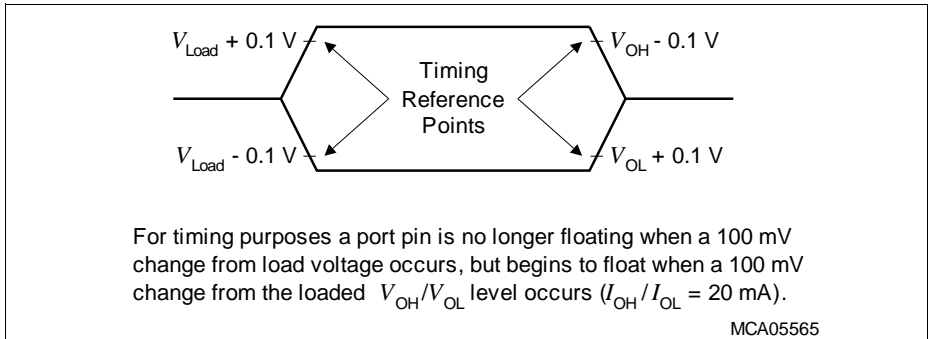 V_Load + 0.1 V
V_OH - 0.1 V
Timing
Reference
Points
V_Load - 0.1 V
V_OL + 0.1 V
For timing purposes a port pin is no longer floating when a 100 mV
change from load voltage occurs, but begins to float when a 100 mV
change from the loaded V_OH/V_OL level occurs (I_OH / I_OL = 20 mA).
MCA05565